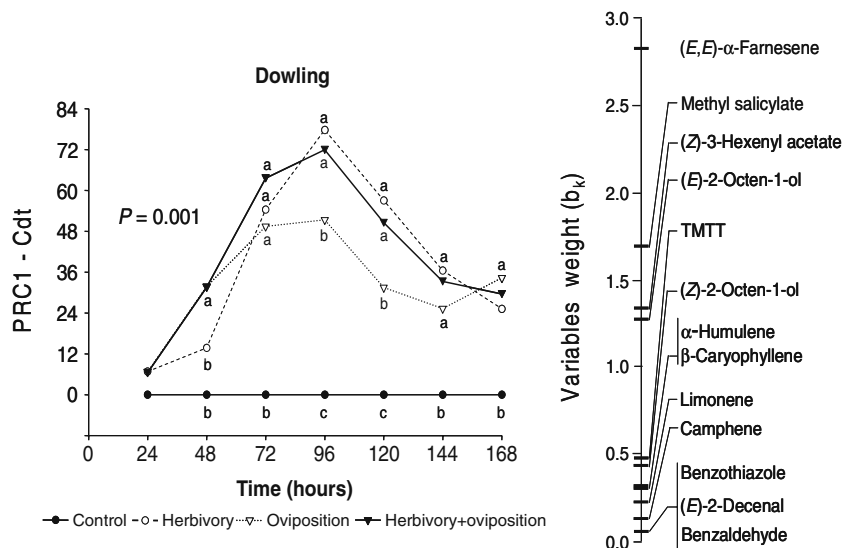 Dowling
PRC1 - Cdt
84
72
60
48
36
24
12
0
P = 0.001
a
a
a
a
a
a
b
a
a
b
a
b
a
a
a
b
b
c
c
b
b
0 24 48 72 96 120 144 168
Time (hours)
Control Herbivory Oviposition Herbivory+oviposition
Variables weight (bk)
3.0
2.5
2.0
1.5
1.0
0.5
0.0
(E,E)-α-Farnesene
Methyl salicylate
(Z)-3-Hexenyl acetate
(E)-2-Octen-1-ol
TMTT
(Z)-2-Octen-1-ol
α-Humulene
β-Caryophyllene
Limonene
Camphene
Benzothiazole
(E)-2-Decenal
Benzaldehyde